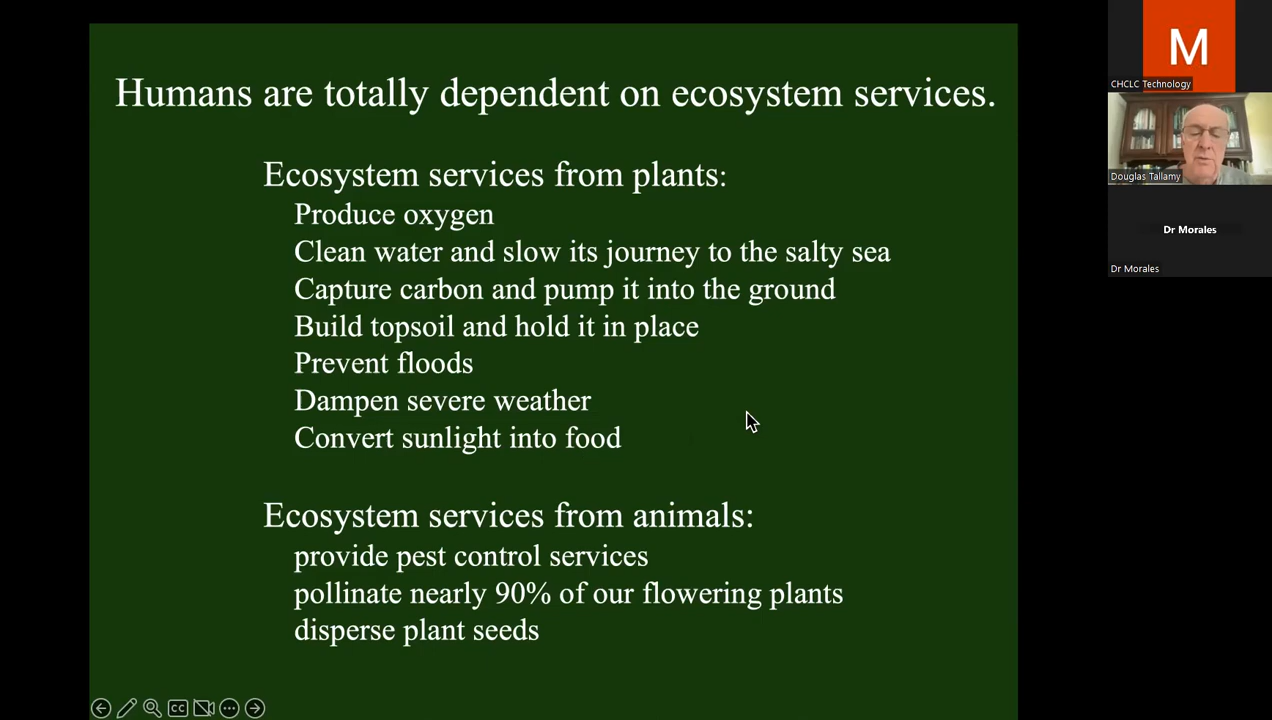 Humans are totally dependent on ecosystem services.
Ecosystem services from plants:
Produce oxygen
Clean water and slow its journey to the salty sea
Capture carbon and pump it into the ground
Build topsoil and hold it in place
Prevent floods
Dampen severe weather
Convert sunlight into food
Ecosystem services from animals:
provide pest control services
pollinate nearly 90% of our flowering plants
disperse plant seeds
CC
M
CHCLC Technology
Douglas Tallamy
Dr Morales
Dr Morales